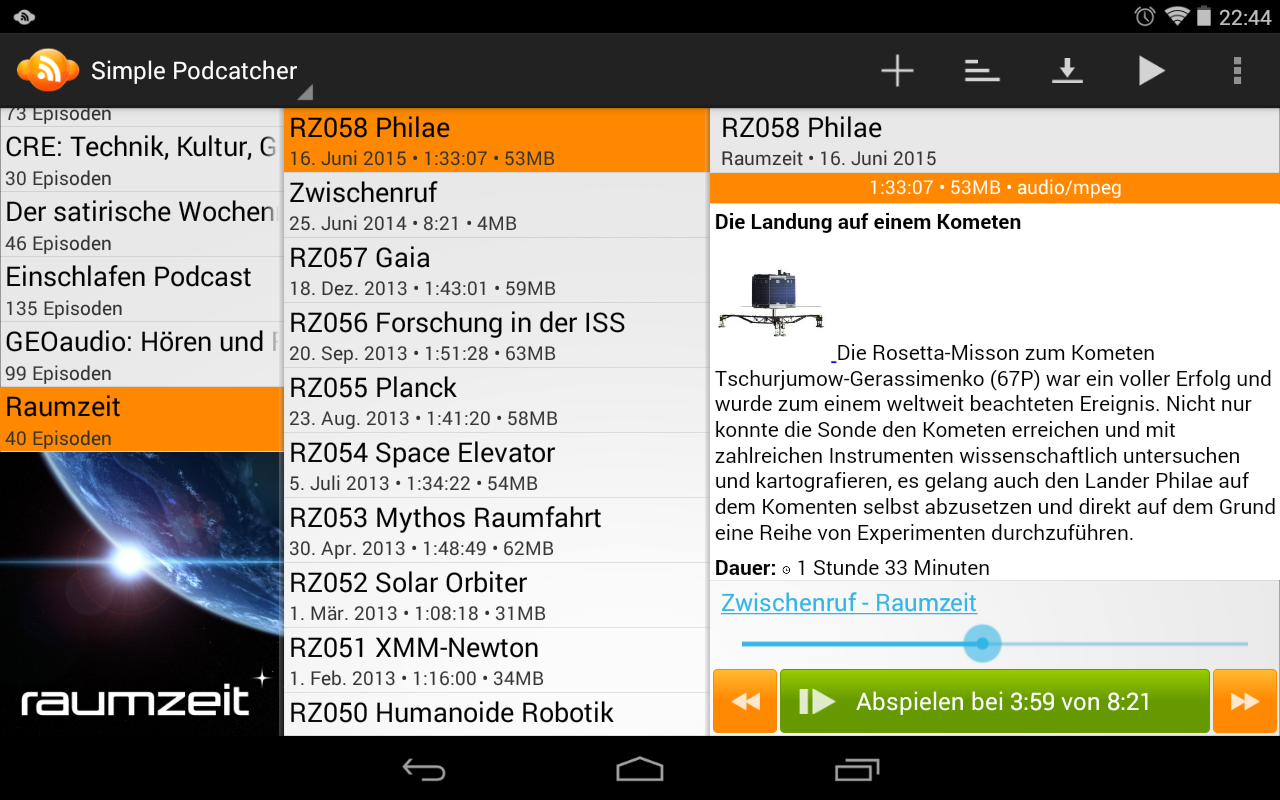 22:44
Simple Podcatcher
73 Episoden
CRE: Technik, Kultur, G
30 Episoden
Der satirische Wochen
46 Episoden
Einschlafen Podcast
135 Episoden
GEOaudio: Hören und
99 Episoden
Raumzeit
40 Episoden
raumzeit
RZ058 Philae
16. Juni 2015 • 1:33:07 • 53MB
Zwischenruf
25. Juni 2014 • 8:21 • 4MB
RZ057 Gaia
18. Dez. 2013 • 1:43:01 • 59MB
RZ056 Forschung in der ISS
20. Sep. 2013 • 1:51:28 • 63MB
RZ055 Planck
23. Aug. 2013 • 1:41:20 • 58MB
RZ054 Space Elevator
5. Juli 2013 • 1:34:22 • 54MB
RZ053 Mythos Raumfahrt
30. Apr. 2013 • 1:48:49 • 62MB
RZ052 Solar Orbiter
1. Mär. 2013 • 1:08:18 • 31MB
RZ051 XMM-Newton
1. Feb. 2013 • 1:16:00 • 34MB
RZ050 Humanoide Robotik
RZ058 Philae
Raumzeit • 16. Juni 2015
1:33:07 • 53MB • audio/mpeg
Die Landung auf einem Kometen
Die Rosetta-Misson zum Kometen
Tschurjumow-Gerassimenko (67P) war ein voller Erfolg und
wurde zum einem weltweit beachteten Ereignis. Nicht nur
konnte die Sonde den Kometen erreichen und mit
zahlreichen Instrumenten wissenschaftlich untersuchen
und kartografieren, es gelang auch den Lander Philae auf
dem Komenten selbst abzusetzen und direkt auf dem Grund
eine Reihe von Experimenten durchzuführen.
Dauer: 1 Stunde 33 Minuten
Zwischenruf - Raumzeit
Abspielen bei 3:59 von 8:21